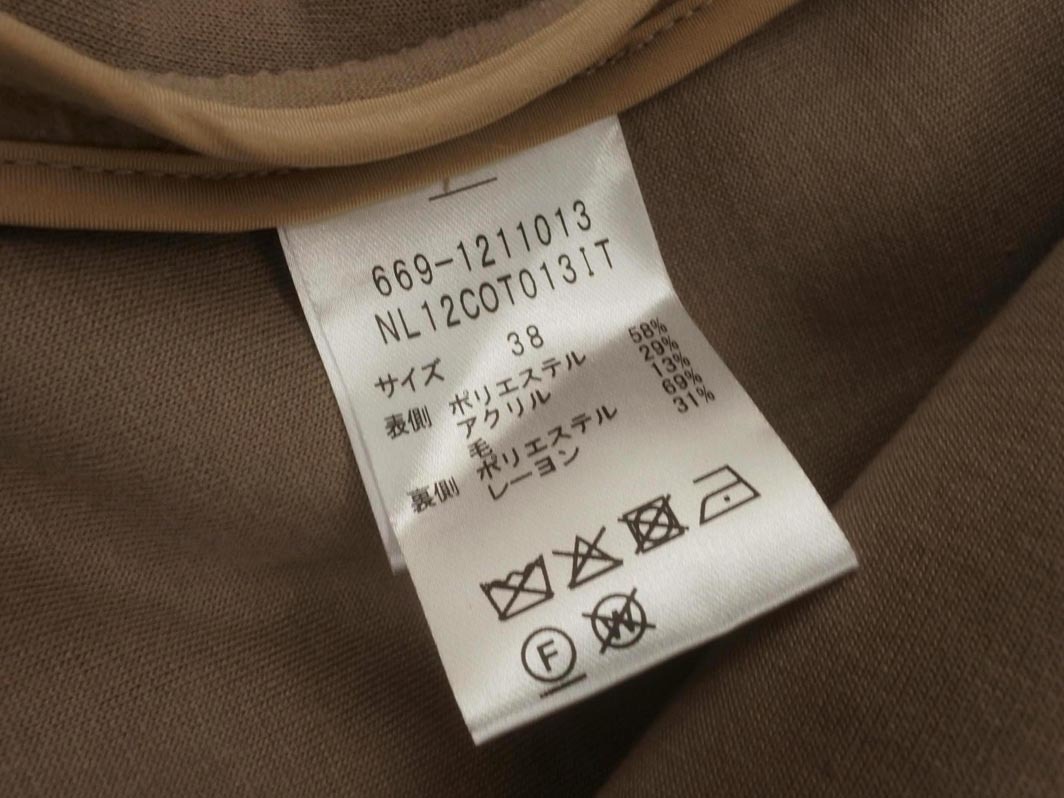 669-1211013
NL12COT013IT
サイズ 38
表側 ポリエステル 58%
アクリル 29%
毛 13%
裏側 ポリエステル 69%
レーヨン 31%
F W